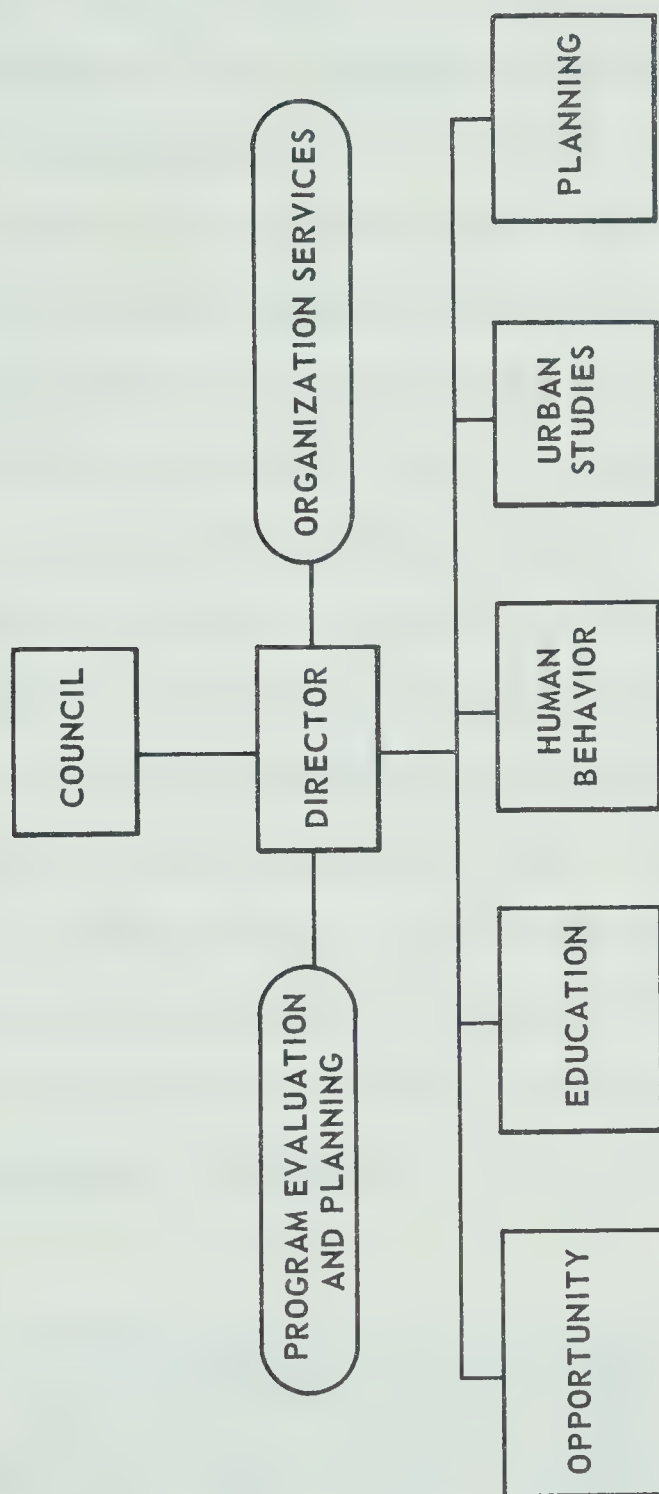 COUNCIL
PROGRAM EVALUATION
AND PLANNING
DIRECTOR
ORGANIZATION SERVICES
OPPORTUNITY
EDUCATION
HUMAN
BEHAVIOR
URBAN
STUDIES
PLANNING